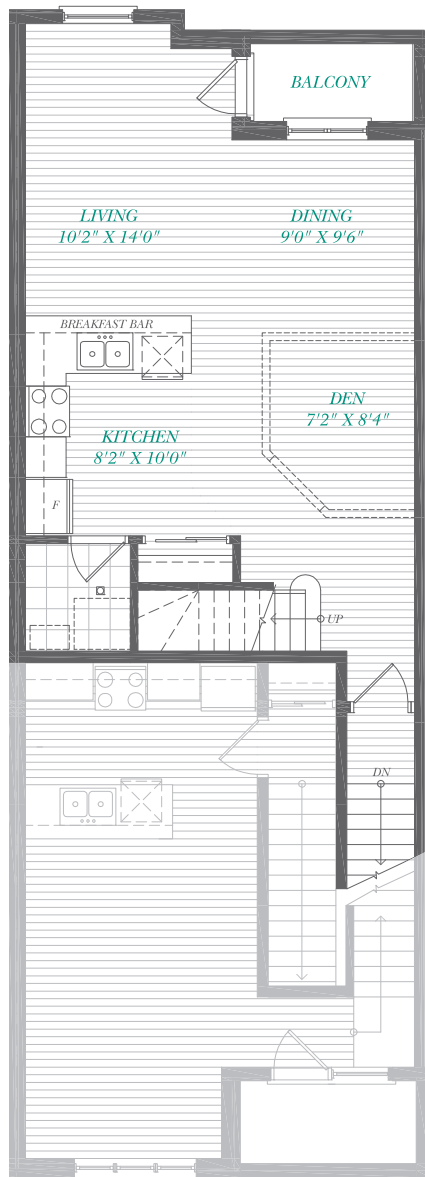 BALCONY
LIVING
10'2" X 14'0"
DINING
9'0" X 9'6"
BREAKFAST BAR
DEN
7'2" X 8'4"
KITCHEN
8'2" X 10'0"
F
UP
DN